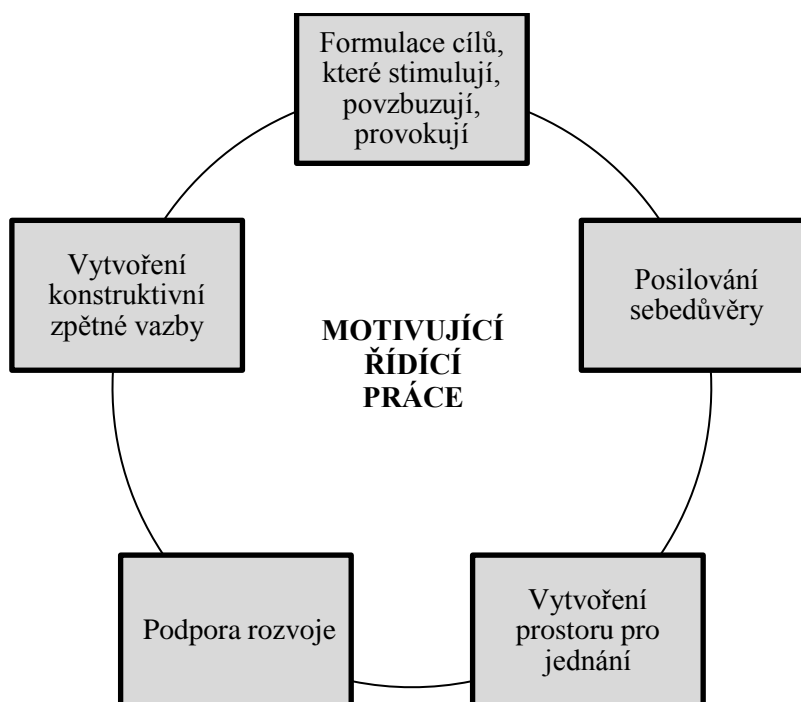 Formulace cílů,
které stimulují,
povzbuzují,
provokují
Vytvoření
konstruktivní
zpětné vazby
Posilování
sebedůvěry
MOTIVUJÍCÍ
ŘÍDÍCÍ
PRÁCE
Podpora rozvoje
Vytvoření
prostoru pro
jednání